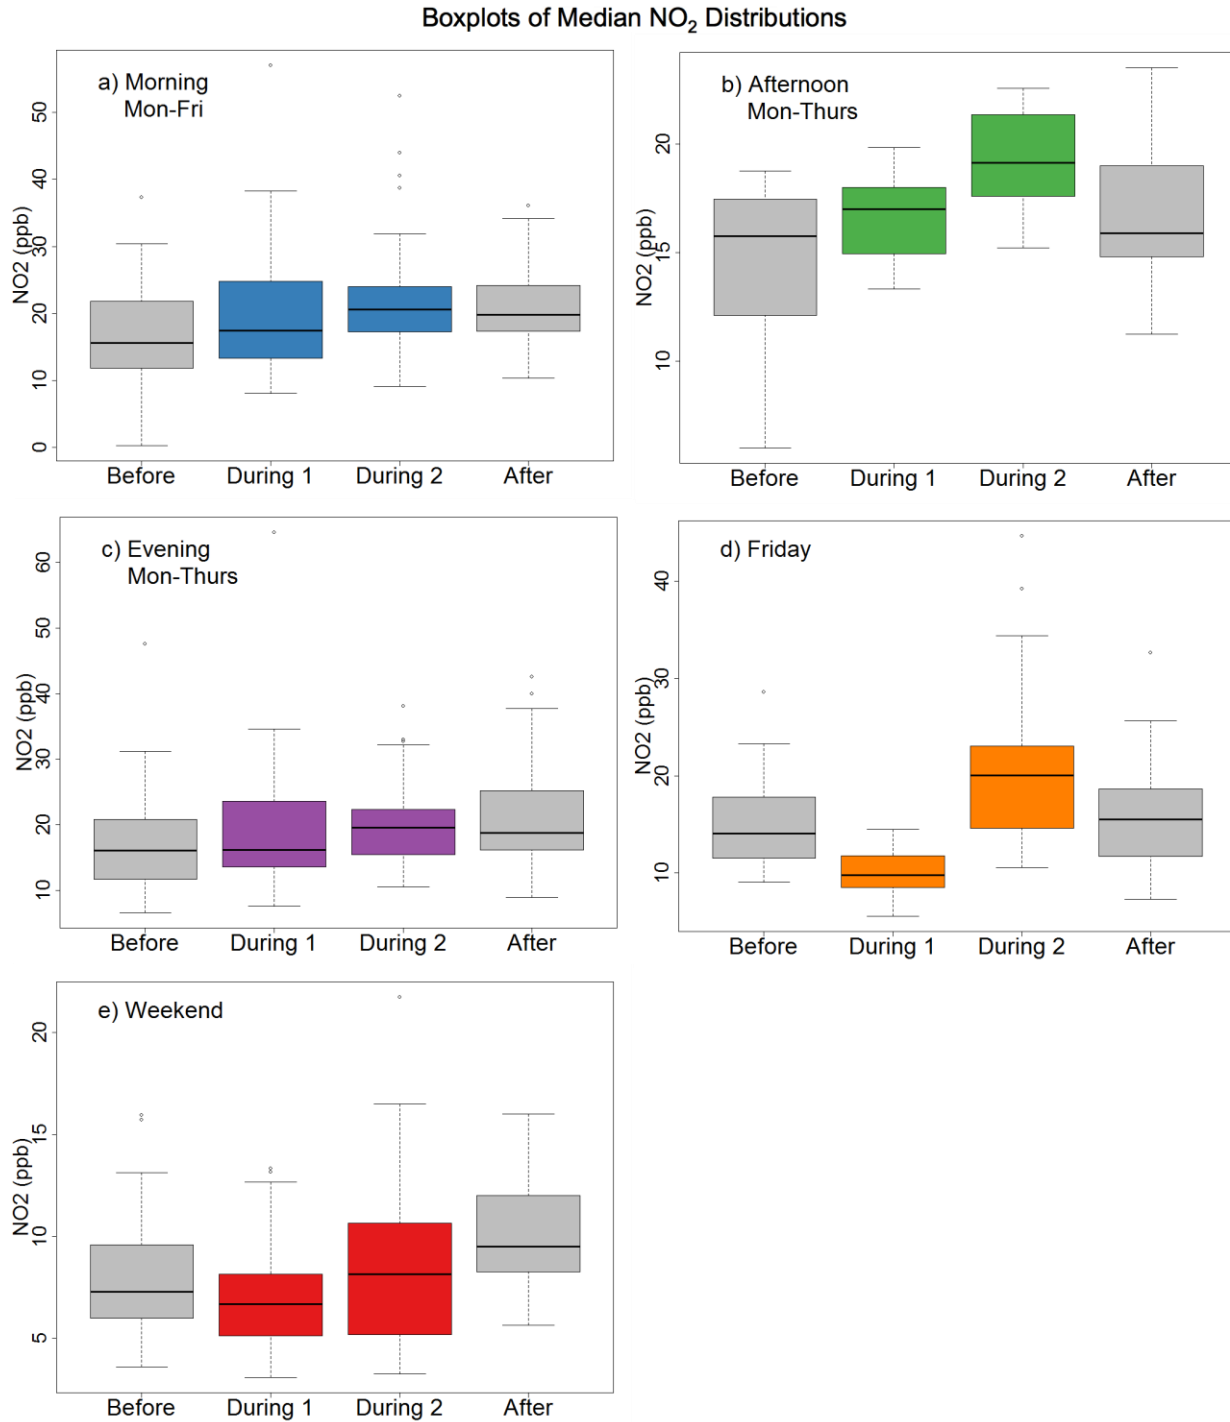 Boxplots of Median NO₂ Distributions
a) Morning
Mon-Fri
NO2 (ppb)
50
40
30
20
10
0
Before During 1 During 2 After
b) Afternoon
Mon-Thurs
NO2 (ppb)
20
15
10
Before During 1 During 2 After
c) Evening
Mon-Thurs
NO2 (ppb)
60
50
40
30
20
10
Before During 1 During 2 After
d) Friday
NO2 (ppb)
40
30
20
10
Before During 1 During 2 After
e) Weekend
NO2 (ppb)
20
15
10
5
Before During 1 During 2 After